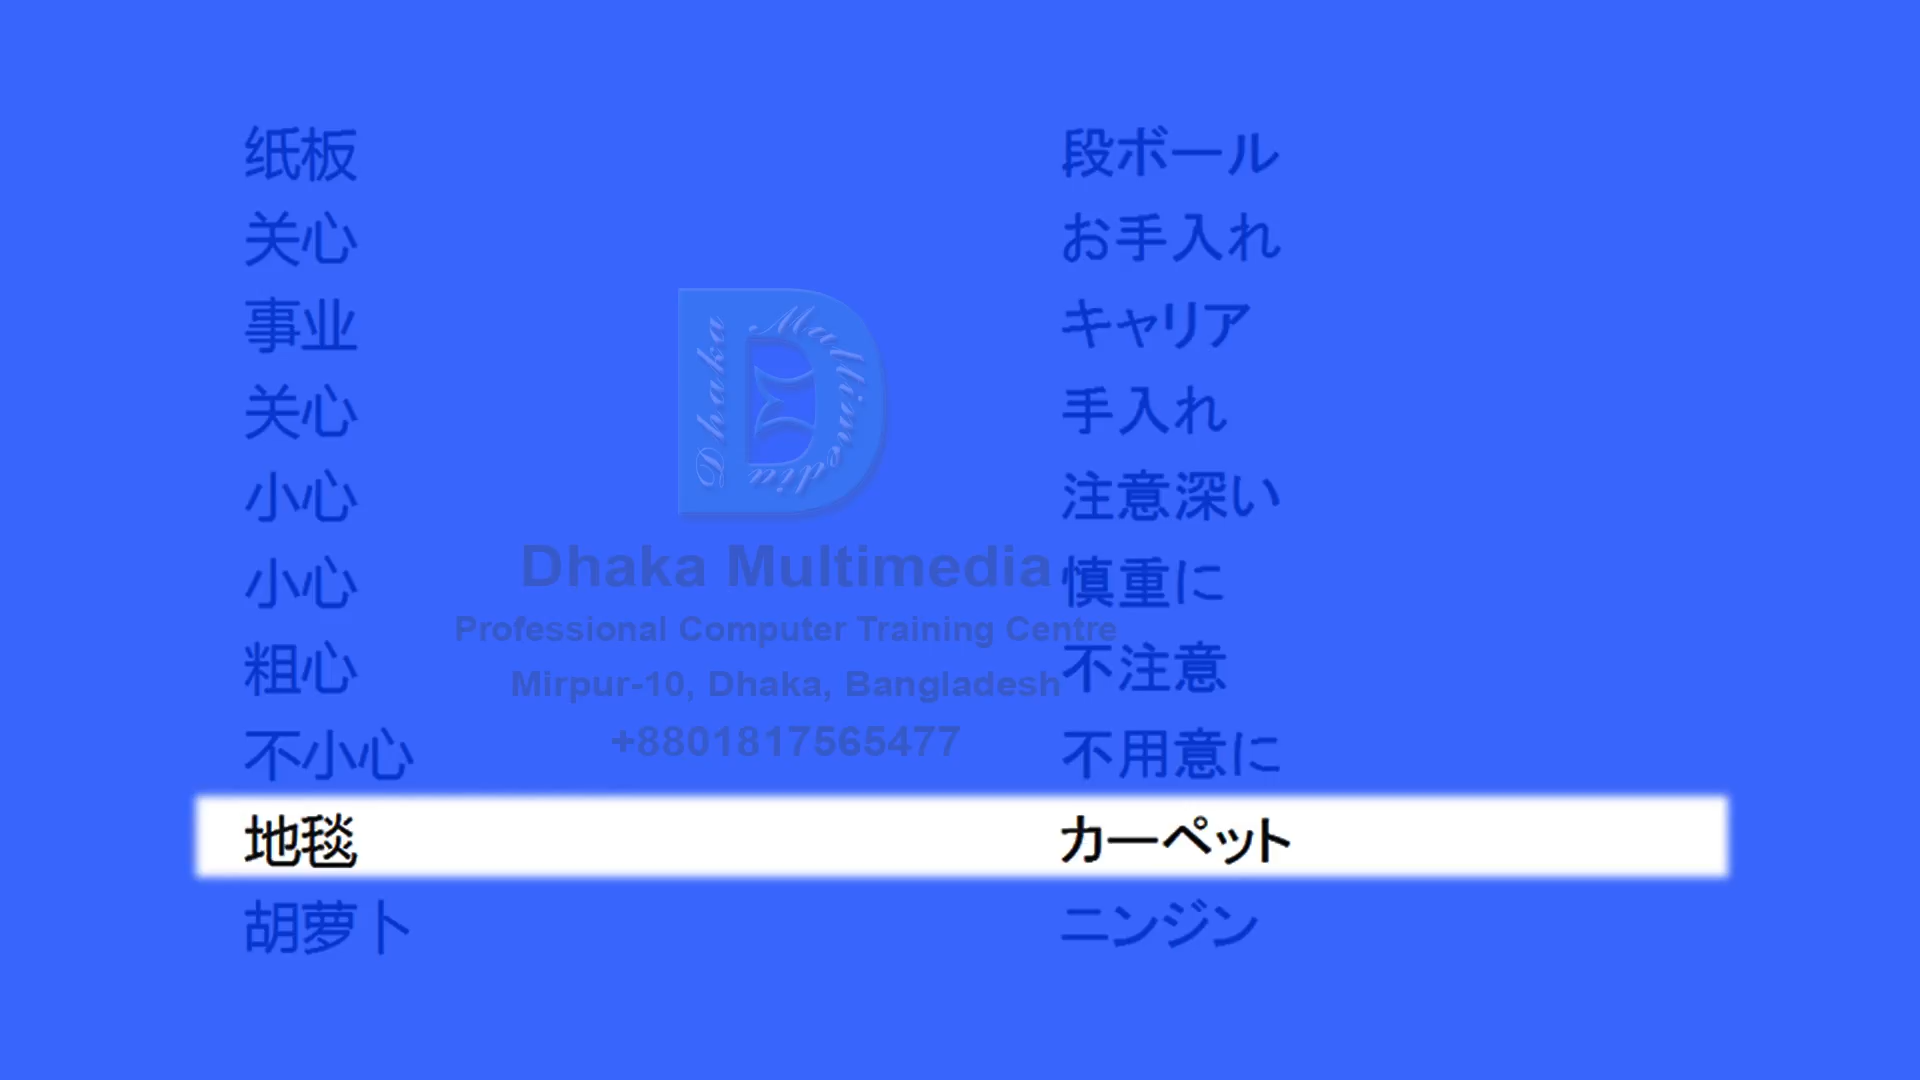 纸板 段ボール
关心 お手入れ
事业 キャリア
关心 手入れ
小心 注意深い
小心 慎重に
粗心 不注意
不小心 不用意に
地毯 カーペット
胡萝卜 ニンジン
Dhaka Multimedia
Dhaka Multimedia
Professional Computer Training Centre
Mirpur-10, Dhaka, Bangladesh
+8801817565477